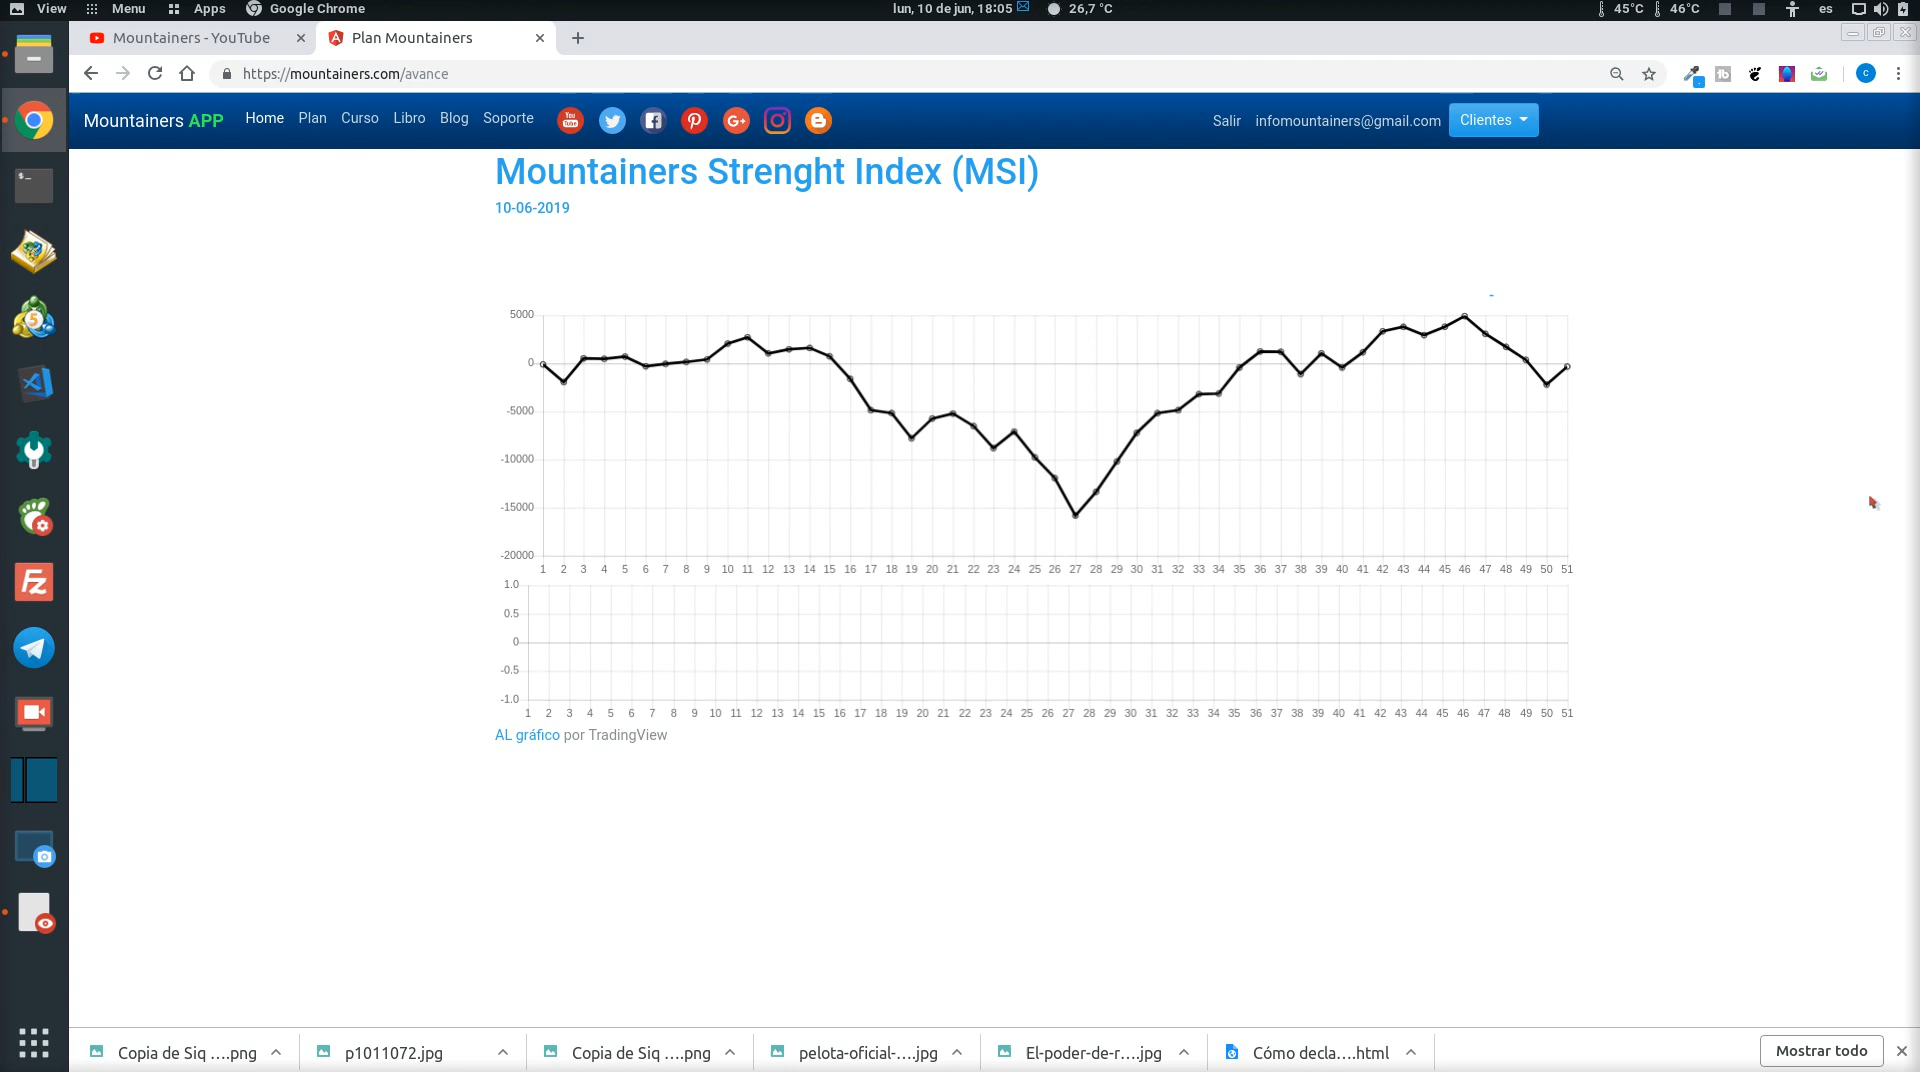 View Menu Apps Google Chrome lun, 10 de jun, 18:05 26,7 °C 45°C 46°C es
Mountainers - YouTube Plan Mountainers
https://mountainers.com/avance
Mountainers APP Home Plan Curso Libro Blog Soporte Salir infomountainers@gmail.com Clientes
Mountainers Strenght Index (MSI)
10-06-2019
-
5000
0
-5000
-10000
-15000
-20000
1 2 3 4 5 6 7 8 9 10 11 12 13 14 15 16 17 18 19 20 21 22 23 24 25 26 27 28 29 30 31 32 33 34 35 36 37 38 39 40 41 42 43 44 45 46 47 48 49 50 51
1.0
0.5
0
-0.5
-1.0
1 2 3 4 5 6 7 8 9 10 11 12 13 14 15 16 17 18 19 20 21 22 23 24 25 26 27 28 29 30 31 32 33 34 35 36 37 38 39 40 41 42 43 44 45 46 47 48 49 50 51
AL gráfico por TradingView
Copia de Siq ....png p1011072.jpg Copia de Siq ....png pelota-oficial-....jpg El-poder-de-r....jpg Cómo decla....html Mostrar todo